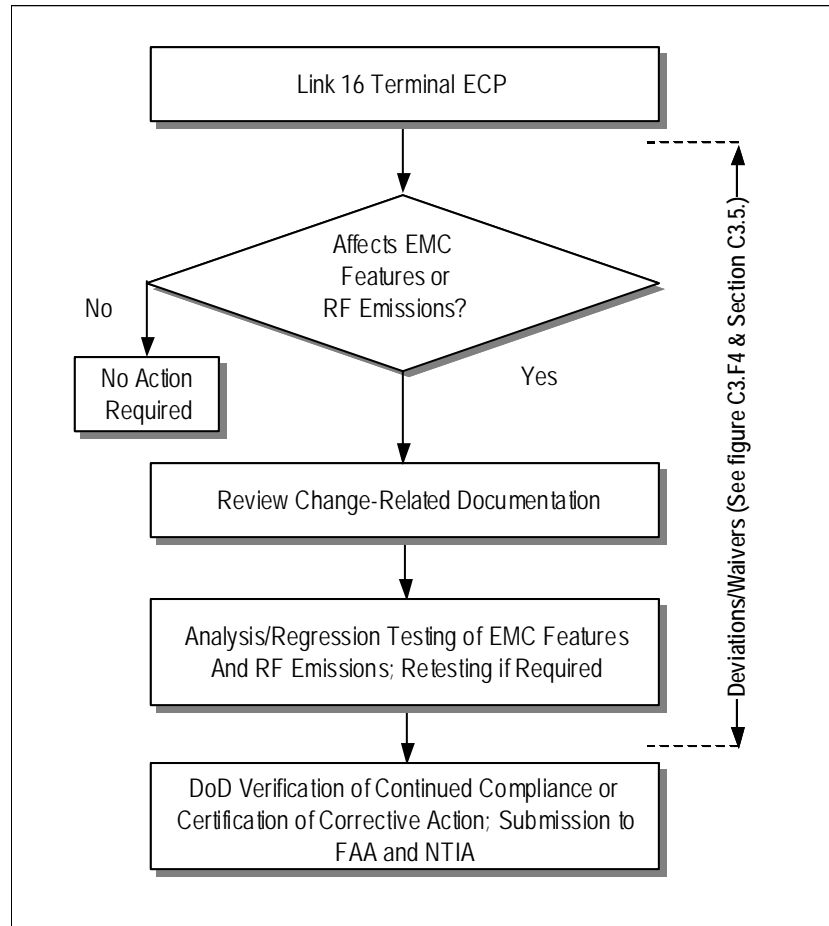 Link 16 Terminal ECP
Affects EMC
Features or
RF Emissions?
No
No Action
Required
Yes
Review Change-Related Documentation
Analysis/Regression Testing of EMC Features
And RF Emissions; Retesting if Required
DoD Verification of Continued Compliance or
Certification of Corrective Action; Submission to
FAA and NTIA
Deviations/Waivers (See figure C3.F4 & Section C3.5.)